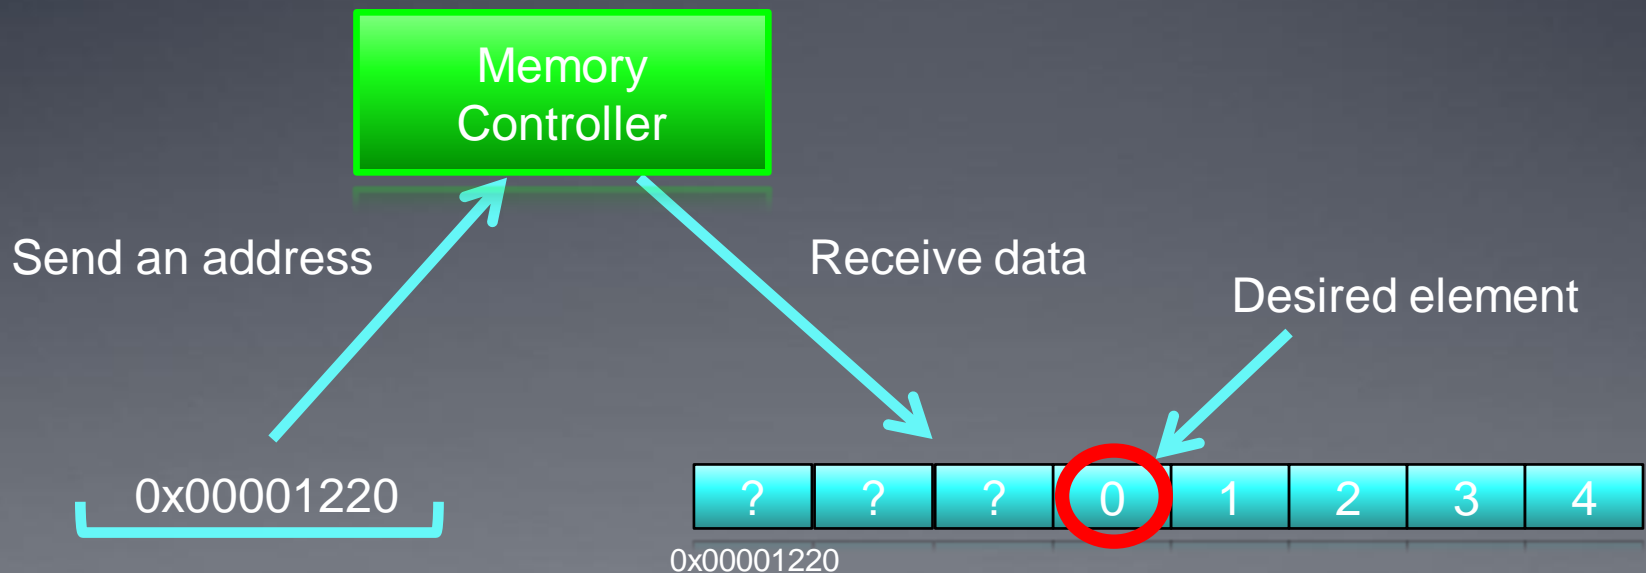 Memory
Controller
Send an address
Receive data
Desired element
0x00001220
? ? ? 0 1 2 3 4
0x00001220